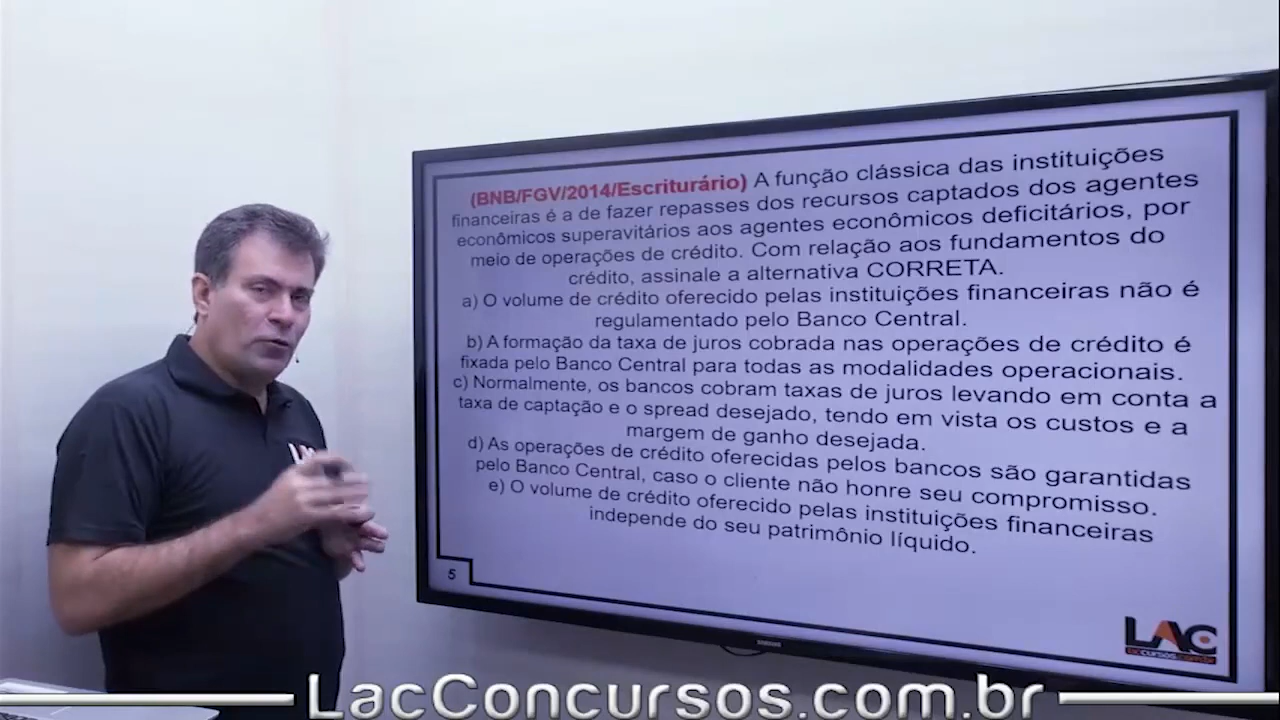 (BNB/FGV/2014/Escriturário) A função clássica das instituições
financeiras é a de fazer repasses dos recursos captados dos agentes
econômicos superavitários aos agentes econômicos deficitários, por
meio de operações de crédito. Com relação aos fundamentos do
crédito, assinale a alternativa CORRETA.
a) O volume de crédito oferecido pelas instituições financeiras não é
regulamentado pelo Banco Central.
b) A formação da taxa de juros cobrada nas operações de crédito é
fixada pelo Banco Central para todas as modalidades operacionais.
c) Normalmente, os bancos cobram taxas de juros levando em conta a
taxa de captação e o spread desejado, tendo em vista os custos e a
margem de ganho desejada.
d) As operações de crédito oferecidas pelos bancos são garantidas
pelo Banco Central, caso o cliente não honre seu compromisso.
e) O volume de crédito oferecido pelas instituições financeiras
independe do seu patrimônio líquido.
5
LAC
SAMSUNG
LacConcursos.com.br